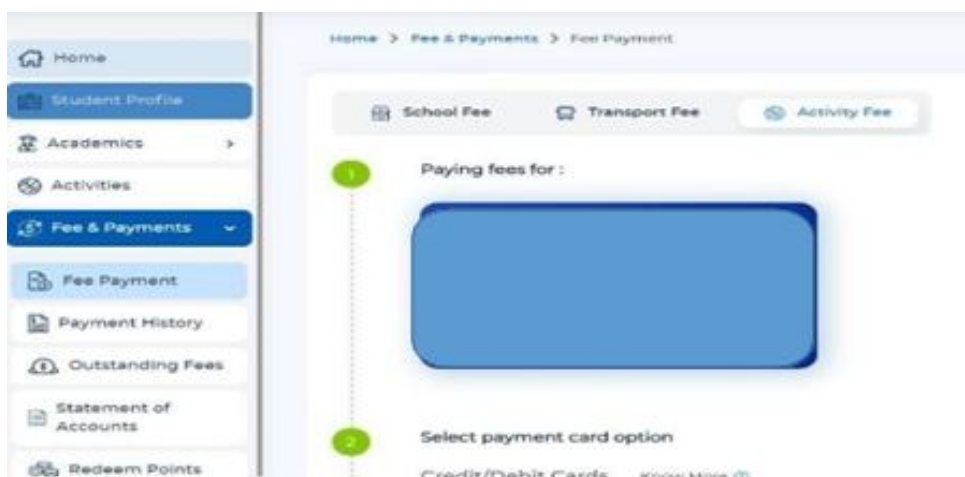 Home > Fee & Payments > Fee Payment
Home
Student Profile
Academics >
Activities
Fee & Payments
Fee Payment
Payment History
Outstanding Fees
Statement of
Accounts
Redeem Points
School Fee Transport Fee Activity Fee
1 Paying fees for :
2 Select payment card option
Credit/Debit Cards Know More